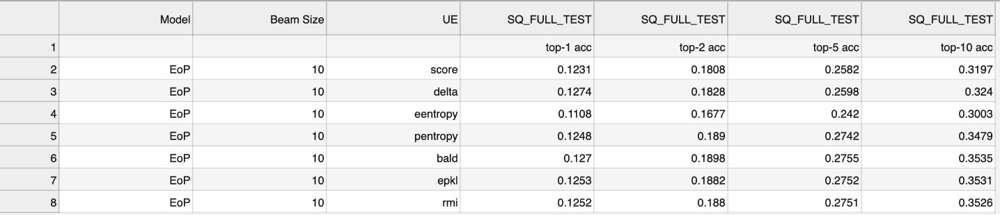 Model Beam Size UE SQ_FULL_TEST SQ_FULL_TEST SQ_FULL_TEST SQ_FULL_TEST
1 top-1 acc top-2 acc top-5 acc top-10 acc
2 EoP 10 score 0.1231 0.1808 0.2582 0.3197
3 EoP 10 delta 0.1274 0.1828 0.2598 0.324
4 EoP 10 eentropy 0.1108 0.1677 0.242 0.3003
5 EoP 10 pentropy 0.1248 0.189 0.2742 0.3479
6 EoP 10 bald 0.127 0.1898 0.2755 0.3535
7 EoP 10 epkl 0.1253 0.1882 0.2752 0.3531
8 EoP 10 rmi 0.1252 0.188 0.2751 0.3526